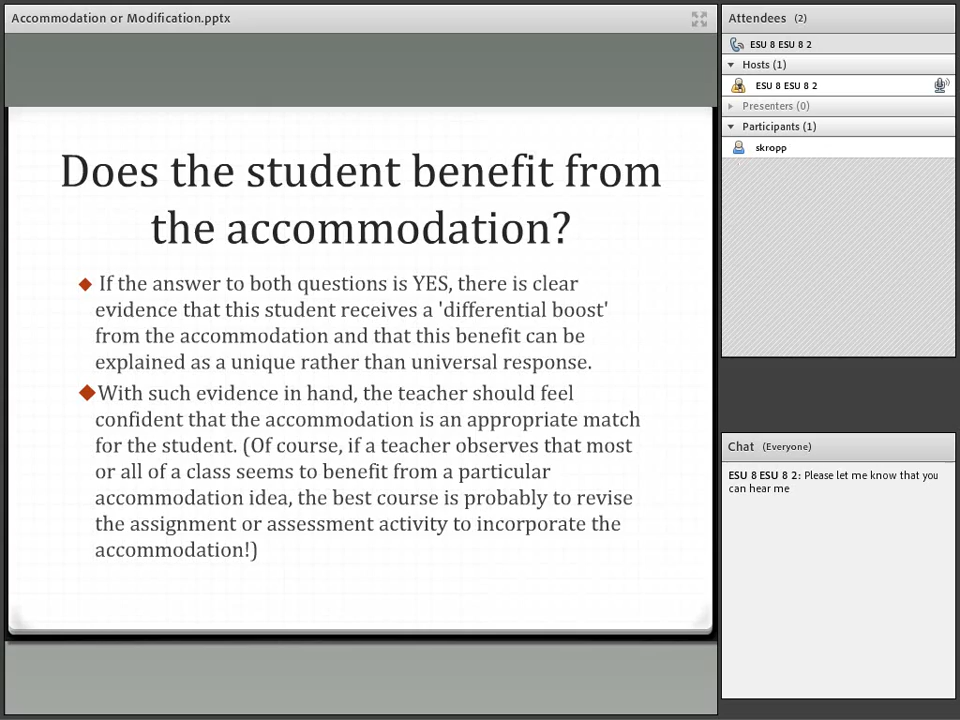 Accommodation or Modification.pptx
Does the student benefit from
the accommodation?
If the answer to both questions is YES, there is clear
evidence that this student receives a 'differential boost'
from the accommodation and that this benefit can be
explained as a unique rather than universal response.
With such evidence in hand, the teacher should feel
confident that the accommodation is an appropriate match
for the student. (Of course, if a teacher observes that most
or all of a class seems to benefit from a particular
accommodation idea, the best course is probably to revise
the assignment or assessment activity to incorporate the
accommodation!)
Attendees (2)
ESU 8 ESU 8 2
Hosts (1)
ESU 8 ESU 8 2
Presenters (0)
Participants (1)
skropp
Chat (Everyone)
ESU 8 ESU 8 2: Please let me know that you
can hear me